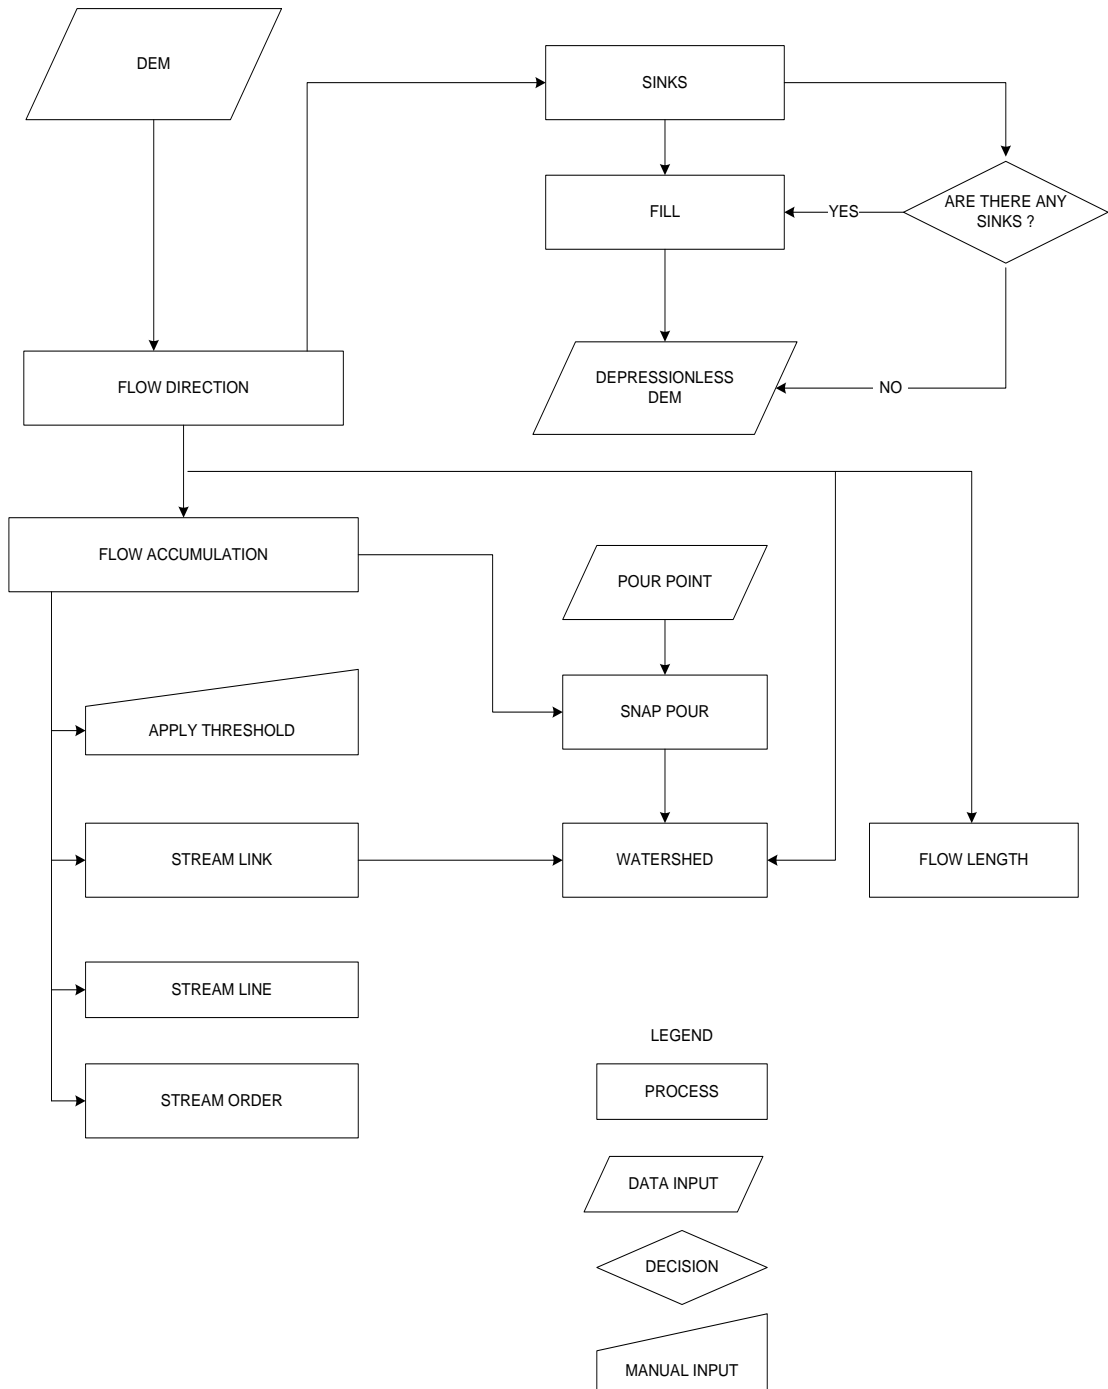 DEM
SINKS
FILL
YES
ARE THERE ANY
SINKS ?
FLOW DIRECTION
DEPRESSIONLESS
DEM
NO
FLOW ACCUMULATION
POUR POINT
APPLY THRESHOLD
SNAP POUR
STREAM LINK
WATERSHED
FLOW LENGTH
STREAM LINE
STREAM ORDER
LEGEND
PROCESS
DATA INPUT
DECISION
MANUAL INPUT